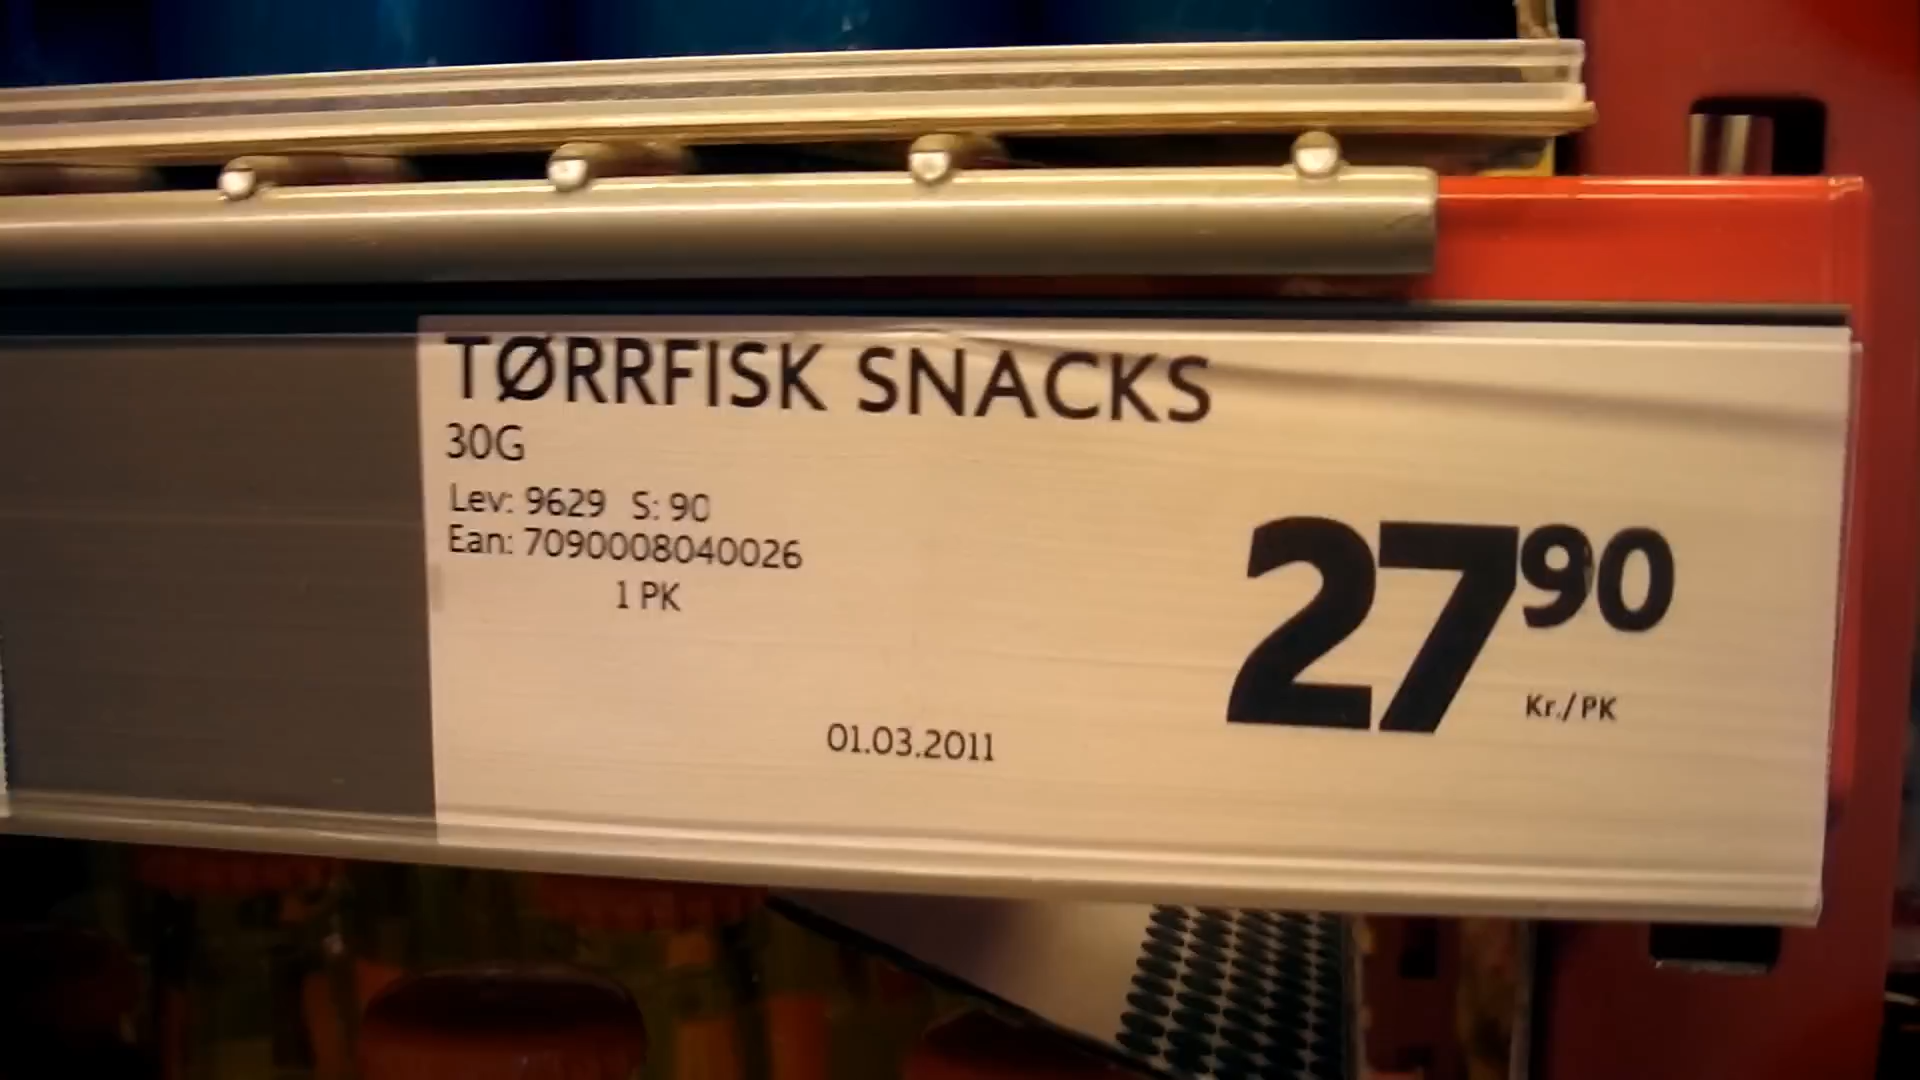 TØRRFISK SNACKS
30G
Lev: 9629 S: 90
Ean: 7090008040026
1 PK
27 90
Kr./PK
01.03.2011